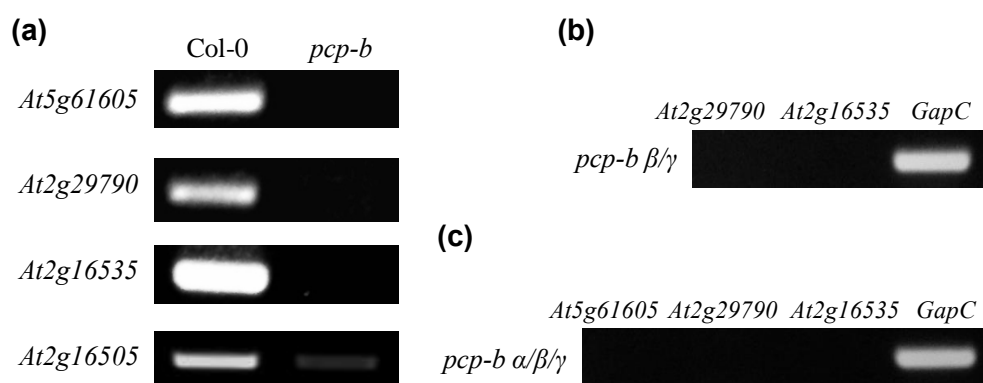 (a)
Col-0 pcp-b
At5g61605
At2g29790
At2g16535
At2g16505
(b)
At2g29790 At2g16535 GapC
pcp-b β/γ
(c)
At5g61605 At2g29790 At2g16535 GapC
pcp-b α/β/γ